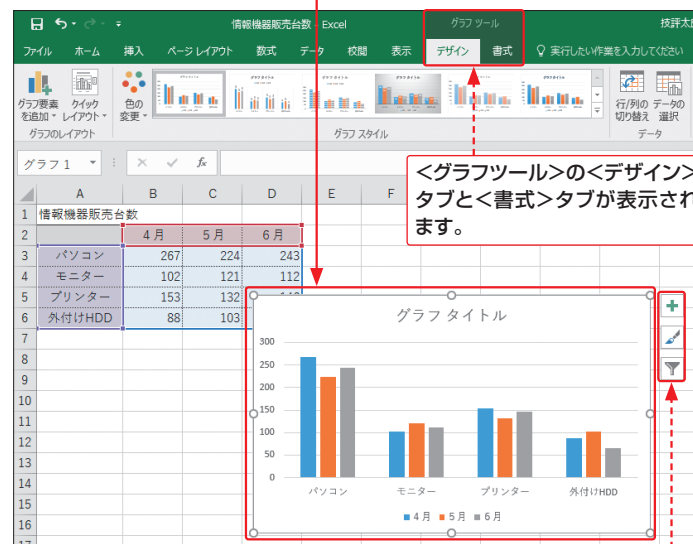 情報機器販売台数 - Excel
グラフ ツール
技評太郎
ファイル ホーム 挿入 ページ レイアウト 数式 データ 校閲 表示 デザイン 書式 実行したい作業を入力してください
グラフ要素を追加 クイックレイアウト 色の変更 行/列の切り替え データの選択
グラフのレイアウト グラフ スタイル データ
グラフ 1 fx
<グラフツール>の<デザイン>
タブと<書式>タブが表示され
ます。
A B C D E F
1 情報機器販売台数
2 4月 5月 6月
3 パソコン 267 224 243
4 モニター 102 121 112
5 プリンター 153 132
6 外付けHDD 88 103
7
8
9
10
11
12
13
14
15
16
17
グラフ タイトル
300
250
200
150
100
50
0
パソコン モニター プリンター 外付けHDD
4月 5月 6月